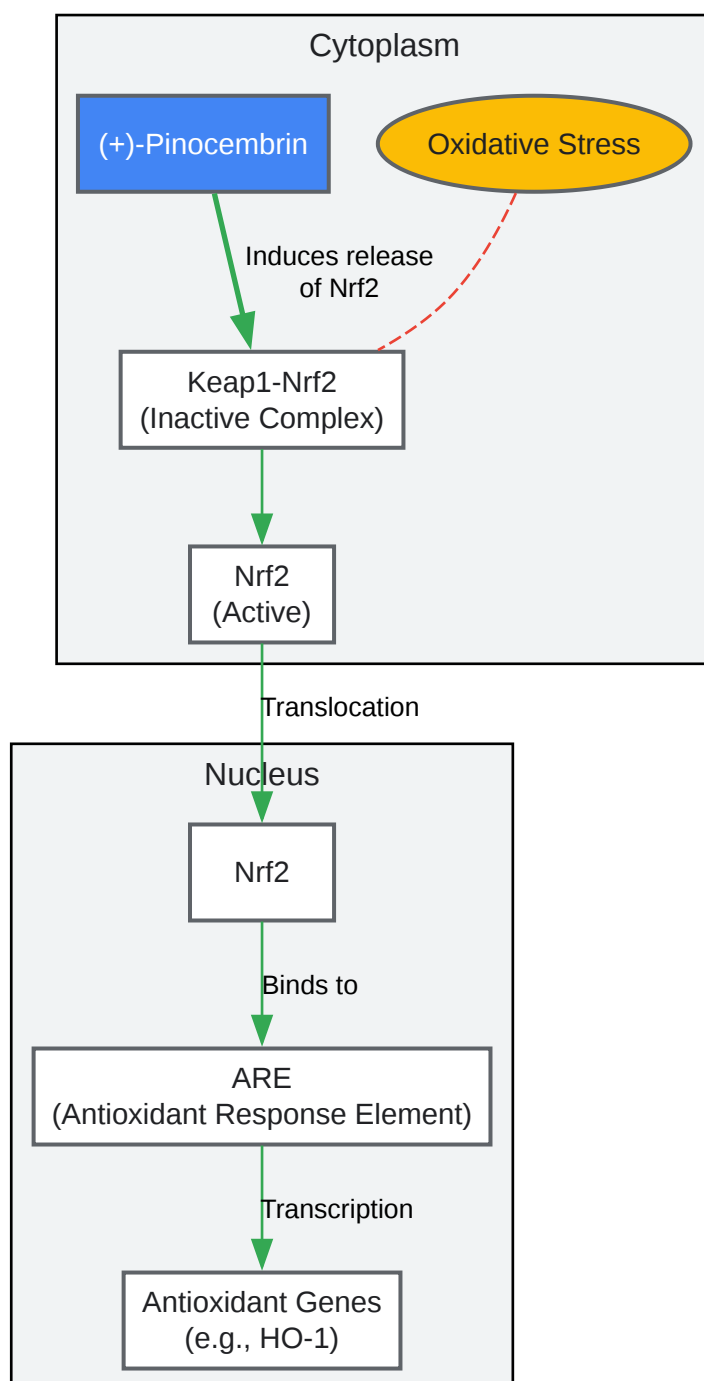 Cytoplasm
(+)-Pinocembrin
Oxidative Stress
Induces release
of Nrf2
Keap1-Nrf2
(Inactive Complex)
Nrf2
(Active)
Translocation
Nucleus
Nrf2
Binds to
ARE
(Antioxidant Response Element)
Transcription
Antioxidant Genes
(e.g., HO-1)